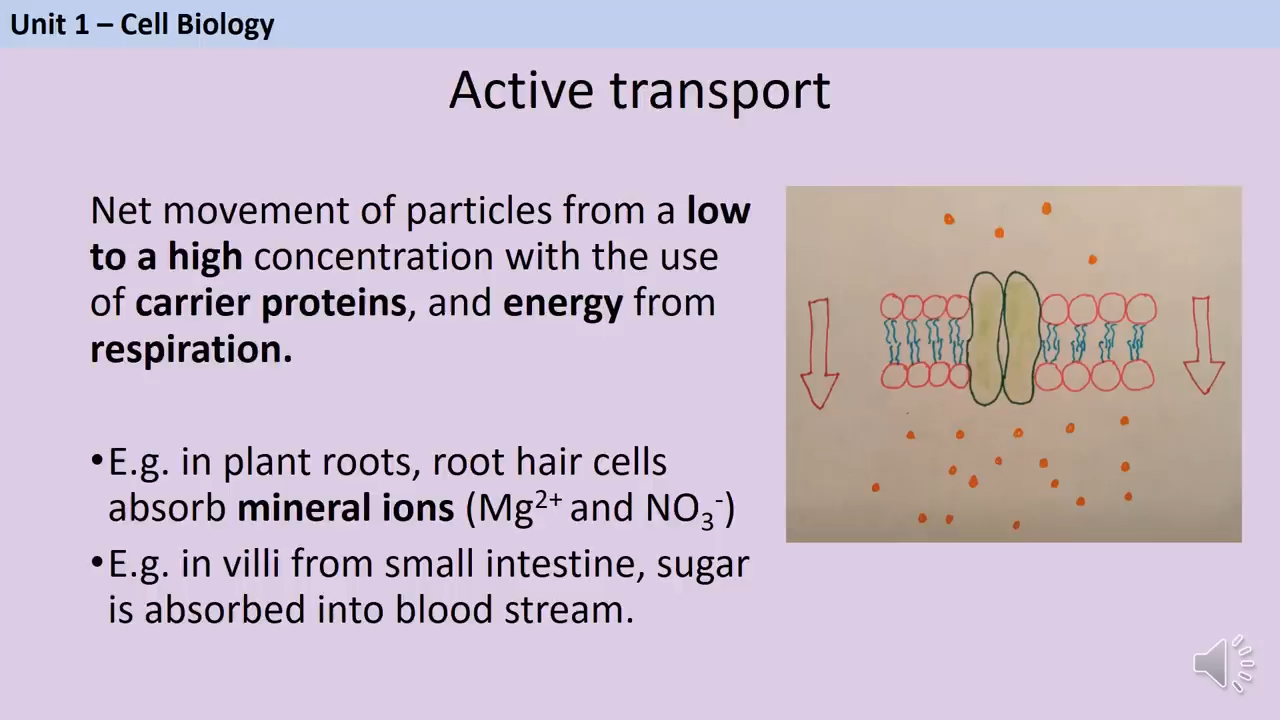 Unit 1 – Cell Biology
Active transport
Net movement of particles from a low
to a high concentration with the use
of carrier proteins, and energy from
respiration.
•E.g. in plant roots, root hair cells
absorb mineral ions (Mg²⁺ and NO₃⁻)
•E.g. in villi from small intestine, sugar
is absorbed into blood stream.